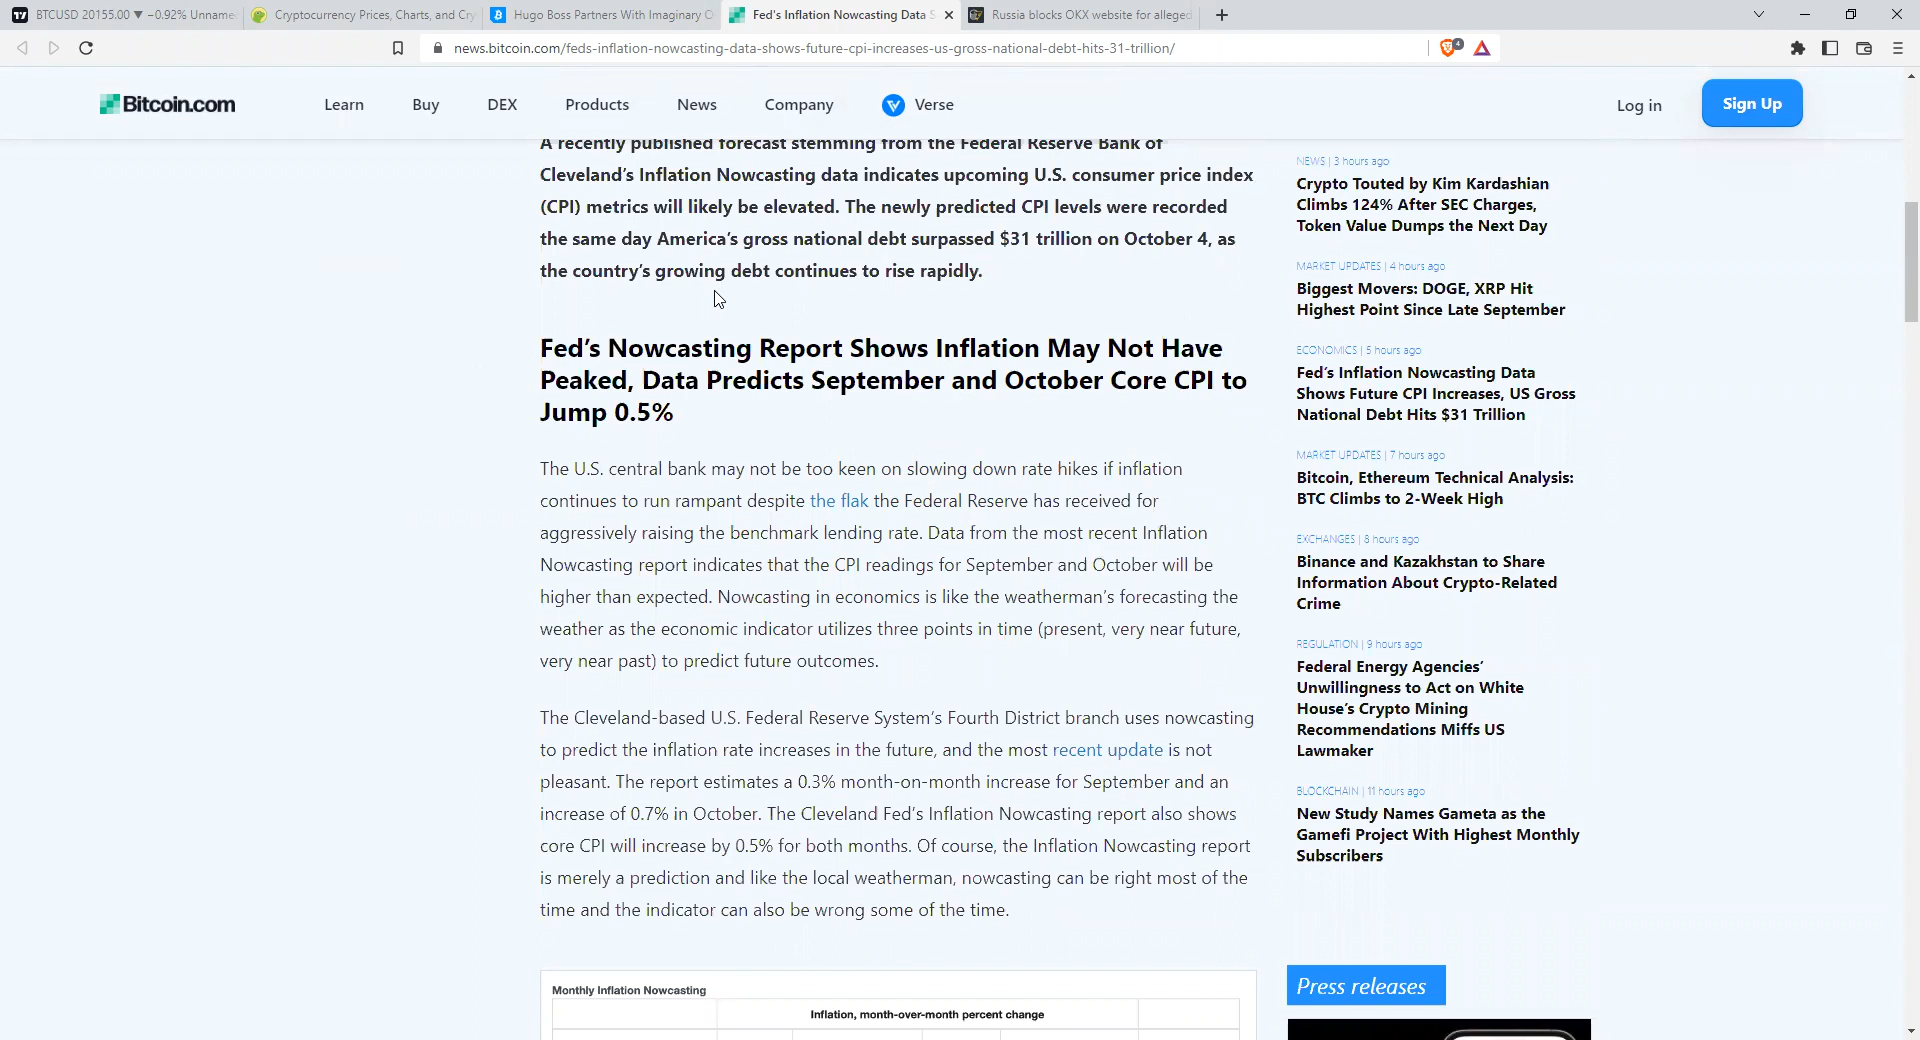 BTCUSD 20155.00 ▼ −0.92% Unname
Cryptocurrency Prices, Charts, and Cry
Hugo Boss Partners With Imaginary O
Fed's Inflation Nowcasting Data S
Russia blocks OKX website for alleged
news.bitcoin.com/feds-inflation-nowcasting-data-shows-future-cpi-increases-us-gross-national-debt-hits-31-trillion/
4
Bitcoin.com
Learn
Buy
DEX
Products
News
Company
Verse
Log in
Sign Up
A recently published forecast stemming from the Federal Reserve Bank of
Cleveland's Inflation Nowcasting data indicates upcoming U.S. consumer price index
(CPI) metrics will likely be elevated. The newly predicted CPI levels were recorded
the same day America's gross national debt surpassed $31 trillion on October 4, as
the country's growing debt continues to rise rapidly.
Fed's Nowcasting Report Shows Inflation May Not Have
Peaked, Data Predicts September and October Core CPI to
Jump 0.5%
The U.S. central bank may not be too keen on slowing down rate hikes if inflation
continues to run rampant despite the flak the Federal Reserve has received for
aggressively raising the benchmark lending rate. Data from the most recent Inflation
Nowcasting report indicates that the CPI readings for September and October will be
higher than expected. Nowcasting in economics is like the weatherman's forecasting the
weather as the economic indicator utilizes three points in time (present, very near future,
very near past) to predict future outcomes.
The Cleveland-based U.S. Federal Reserve System's Fourth District branch uses nowcasting
to predict the inflation rate increases in the future, and the most recent update is not
pleasant. The report estimates a 0.3% month-on-month increase for September and an
increase of 0.7% in October. The Cleveland Fed's Inflation Nowcasting report also shows
core CPI will increase by 0.5% for both months. Of course, the Inflation Nowcasting report
is merely a prediction and like the local weatherman, nowcasting can be right most of the
time and the indicator can also be wrong some of the time.
Monthly Inflation Nowcasting
Inflation, month-over-month percent change
NEWS | 3 hours ago
Crypto Touted by Kim Kardashian
Climbs 124% After SEC Charges,
Token Value Dumps the Next Day
MARKET UPDATES | 4 hours ago
Biggest Movers: DOGE, XRP Hit
Highest Point Since Late September
ECONOMICS | 5 hours ago
Fed's Inflation Nowcasting Data
Shows Future CPI Increases, US Gross
National Debt Hits $31 Trillion
MARKET UPDATES | 7 hours ago
Bitcoin, Ethereum Technical Analysis:
BTC Climbs to 2-Week High
EXCHANGES | 8 hours ago
Binance and Kazakhstan to Share
Information About Crypto-Related
Crime
REGULATION | 9 hours ago
Federal Energy Agencies'
Unwillingness to Act on White
House's Crypto Mining
Recommendations Miffs US
Lawmaker
BLOCKCHAIN | 11 hours ago
New Study Names Gameta as the
Gamefi Project With Highest Monthly
Subscribers
Press releases